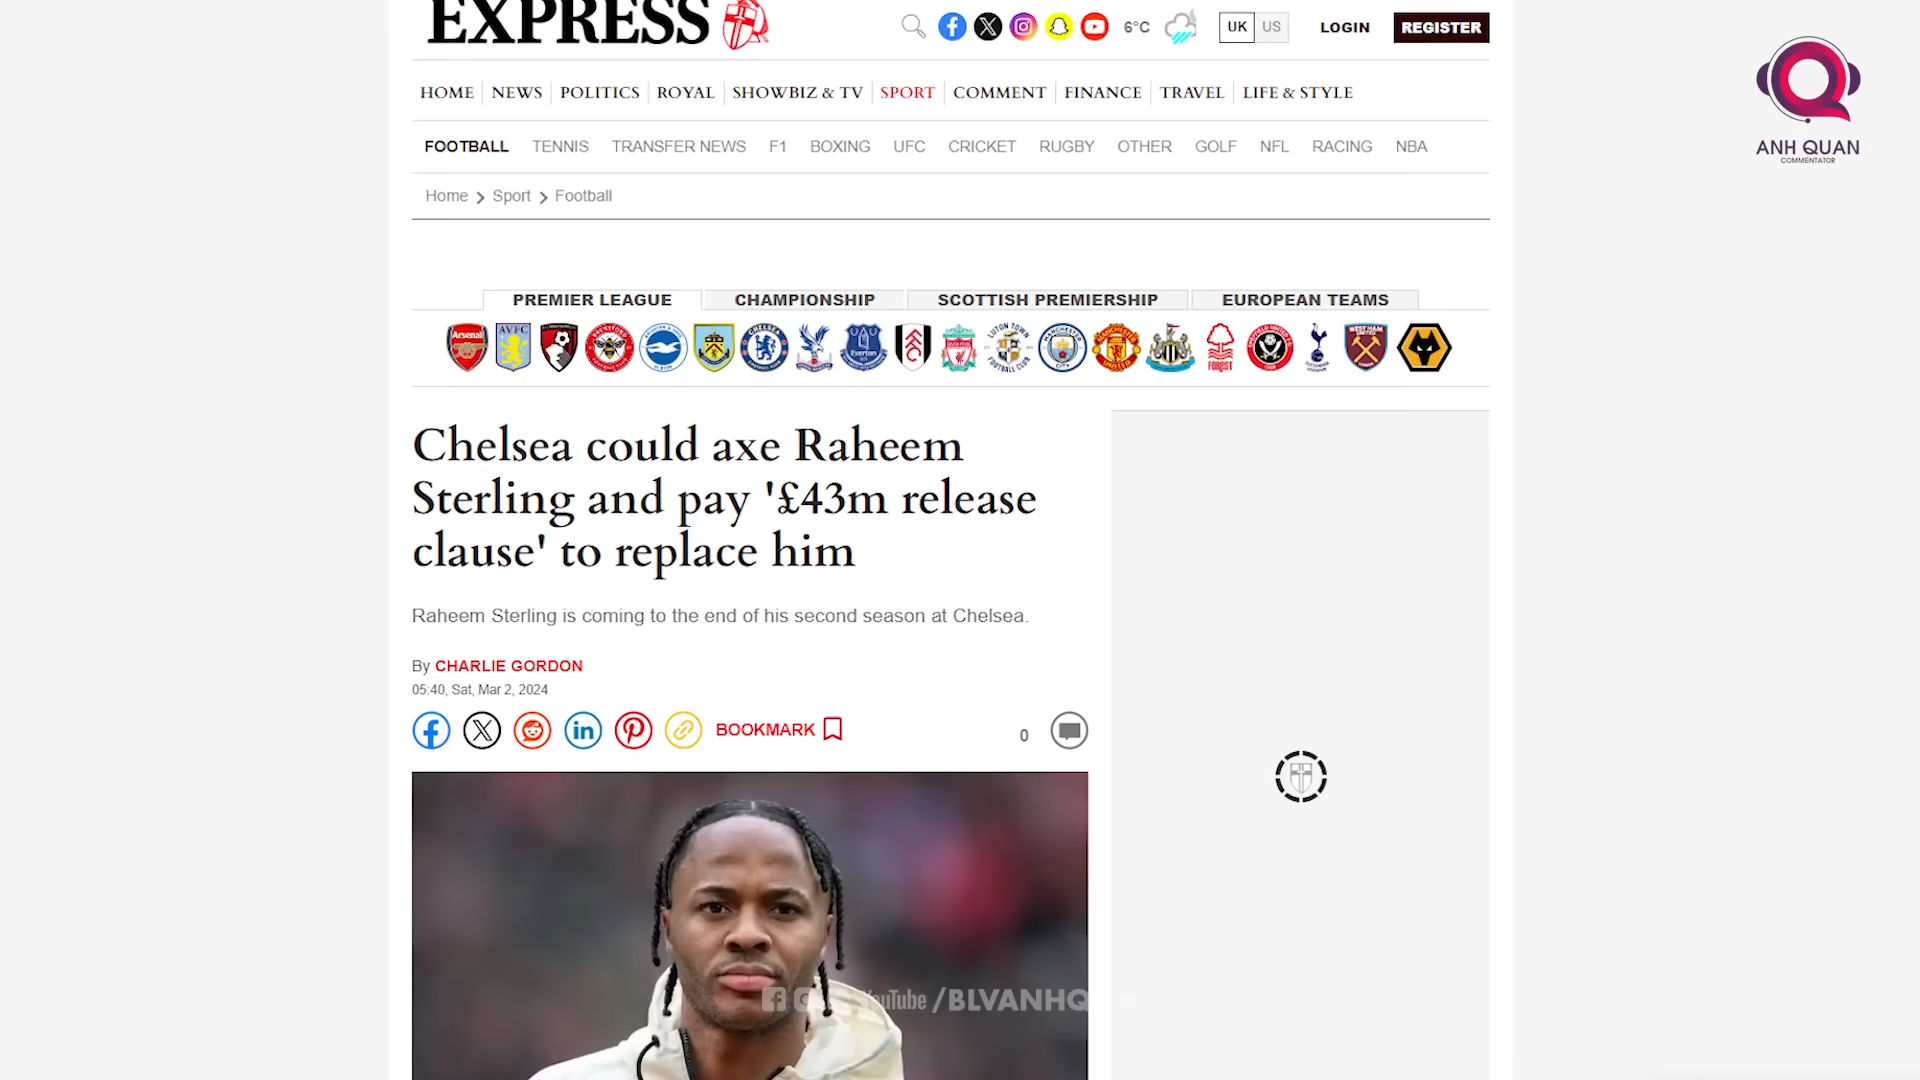 EXPRESS
6°C
UK US
LOGIN
REGISTER
ANH QUAN
COMMENTATOR
HOME NEWS POLITICS ROYAL SHOWBIZ & TV SPORT COMMENT FINANCE TRAVEL LIFE & STYLE
FOOTBALL TENNIS TRANSFER NEWS F1 BOXING UFC CRICKET RUGBY OTHER GOLF NFL RACING NBA
Home Sport Football
PREMIER LEAGUE CHAMPIONSHIP SCOTTISH PREMIERSHIP EUROPEAN TEAMS
Chelsea could axe Raheem
Sterling and pay '£43m release
clause' to replace him
Raheem Sterling is coming to the end of his second season at Chelsea.
By CHARLIE GORDON
05:40, Sat, Mar 2, 2024
BOOKMARK
0
YouTube /BLVANHQ